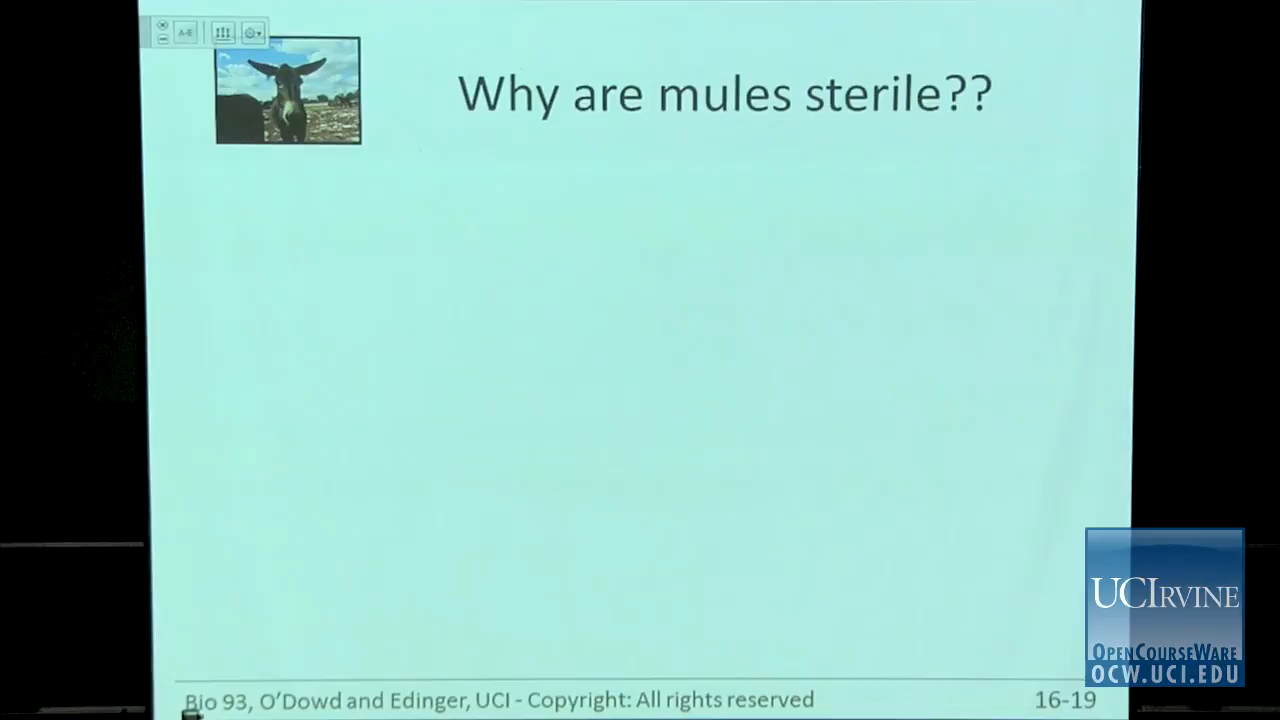 A-E
Why are mules sterile??
UCIRVINE
OPENCOURSEWARE
OCW.UCI.EDU
Bio 93, O'Dowd and Edinger, UCI - Copyright: All rights reserved
16-19